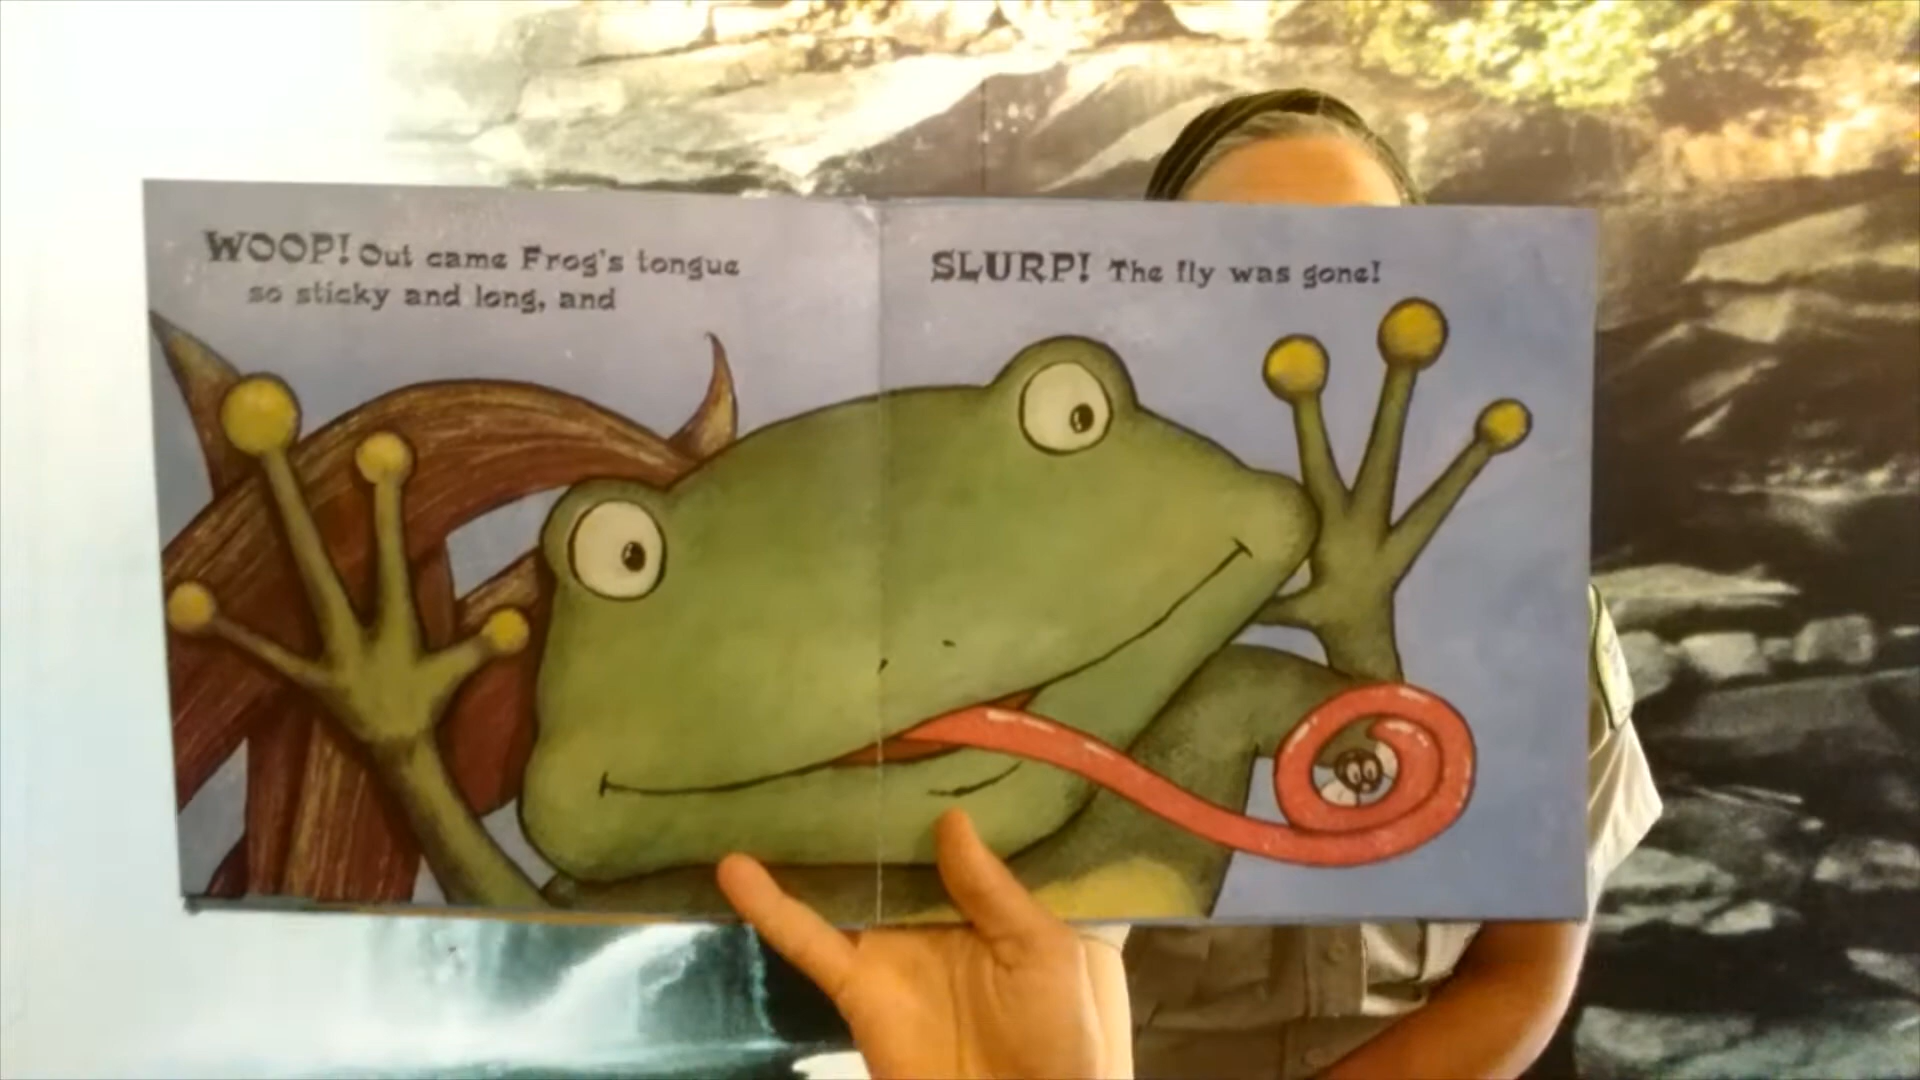 WOOP! Out came Frog's tongue
so sticky and long, and
SLURP! The fly was gone!